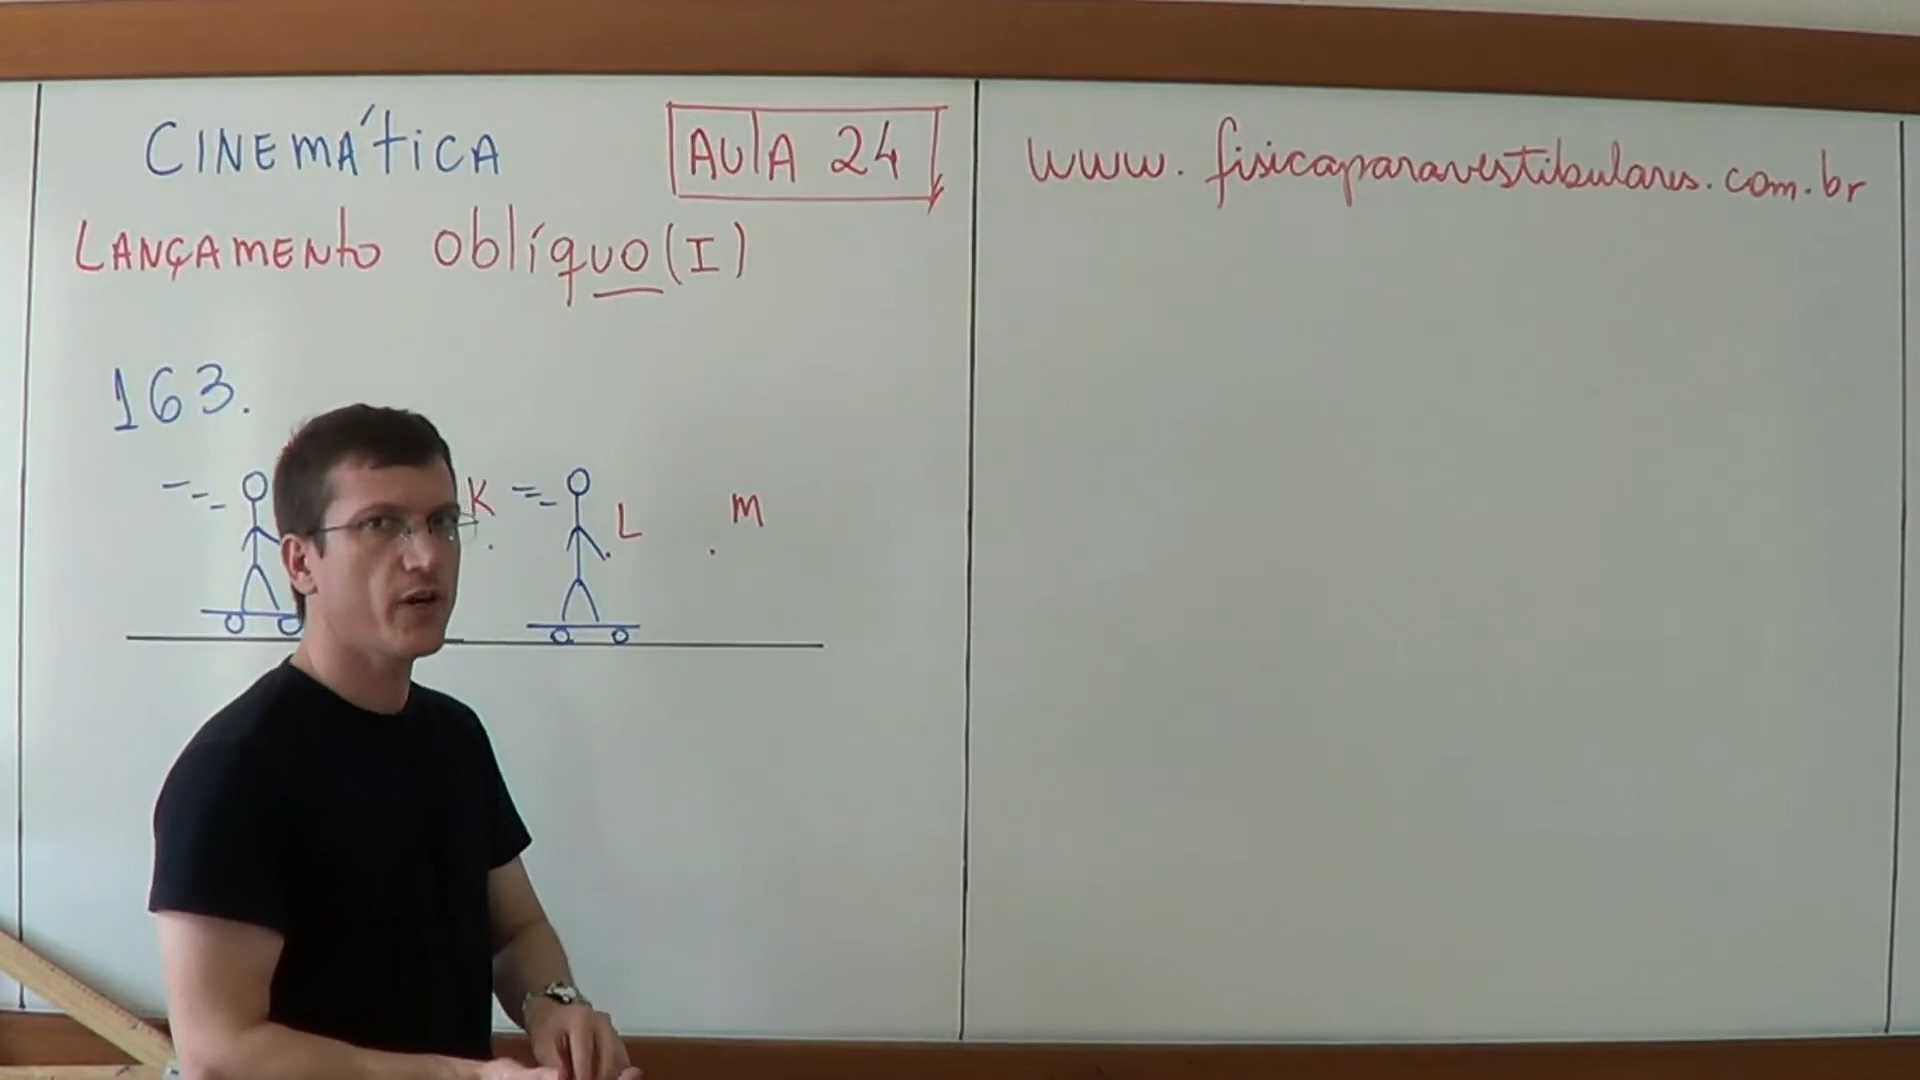 CINEMÁTICA
AULA 24
www.fisicaparavestibulares.com.br
LANÇAMENTO OBLÍQUO (I)
163.
K
L
M